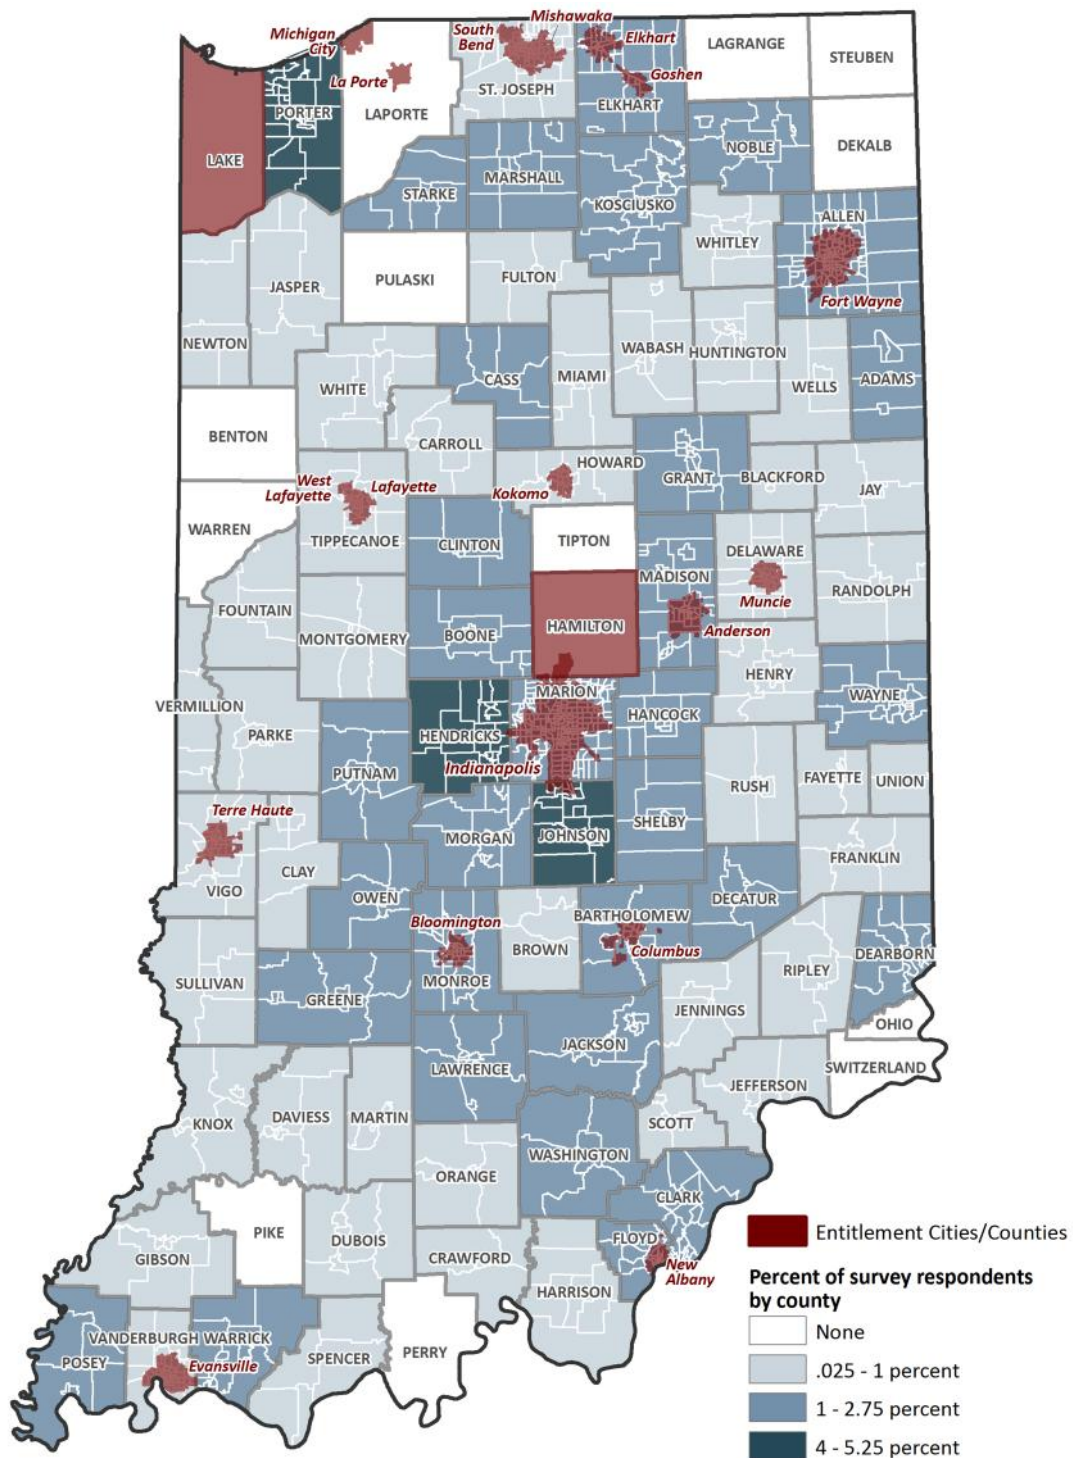 Mishawaka
Michigan
City
South
Bend
Elkhart
LAGRANGE
STEUBEN
La Porte
Goshen
ST. JOSEPH
ELKHART
PORTER
LAPORTE
LAKE
NOBLE
DEKALB
STARKE
MARSHALL
KOSCIUSKO
ALLEN
WHITLEY
PULASKI
FULTON
JASPER
Fort Wayne
NEWTON
WABASH
HUNTINGTON
WHITE
CASS
MIAMI
WELLS
ADAMS
BENTON
CARROLL
HOWARD
West
Lafayette
Lafayette
Kokomo
GRANT
BLACKFORD
JAY
WARREN
TIPPECANOE
CLINTON
TIPTON
DELAWARE
MADISON
RANDOLPH
FOUNTAIN
Muncie
MONTGOMERY
BOONE
HAMILTON
Anderson
HENRY
MARION
WAYNE
VERMILLION
PARKE
HENDRICKS
HANCOCK
PUTNAM
Indianapolis
RUSH
FAYETTE
UNION
Terre Haute
MORGAN
JOHNSON
SHELBY
FRANKLIN
CLAY
VIGO
OWEN
DECATUR
Bloomington
BARTHOLOMEW
BROWN
Columbus
DEARBORN
SULLIVAN
MONROE
RIPLEY
GREENE
JENNINGS
OHIO
JACKSON
LAWRENCE
SWITZERLAND
JEFFERSON
KNOX
DAVIESS
MARTIN
SCOTT
WASHINGTON
ORANGE
CLARK
PIKE
DUBOIS
FLOYD
GIBSON
CRAWFORD
New
Albany
HARRISON
VANDERBURGH
WARRICK
POSEY
Evansville
SPENCER
PERRY
Entitlement Cities/Counties
Percent of survey respondents
by county
None
.025 - 1 percent
1 - 2.75 percent
4 - 5.25 percent